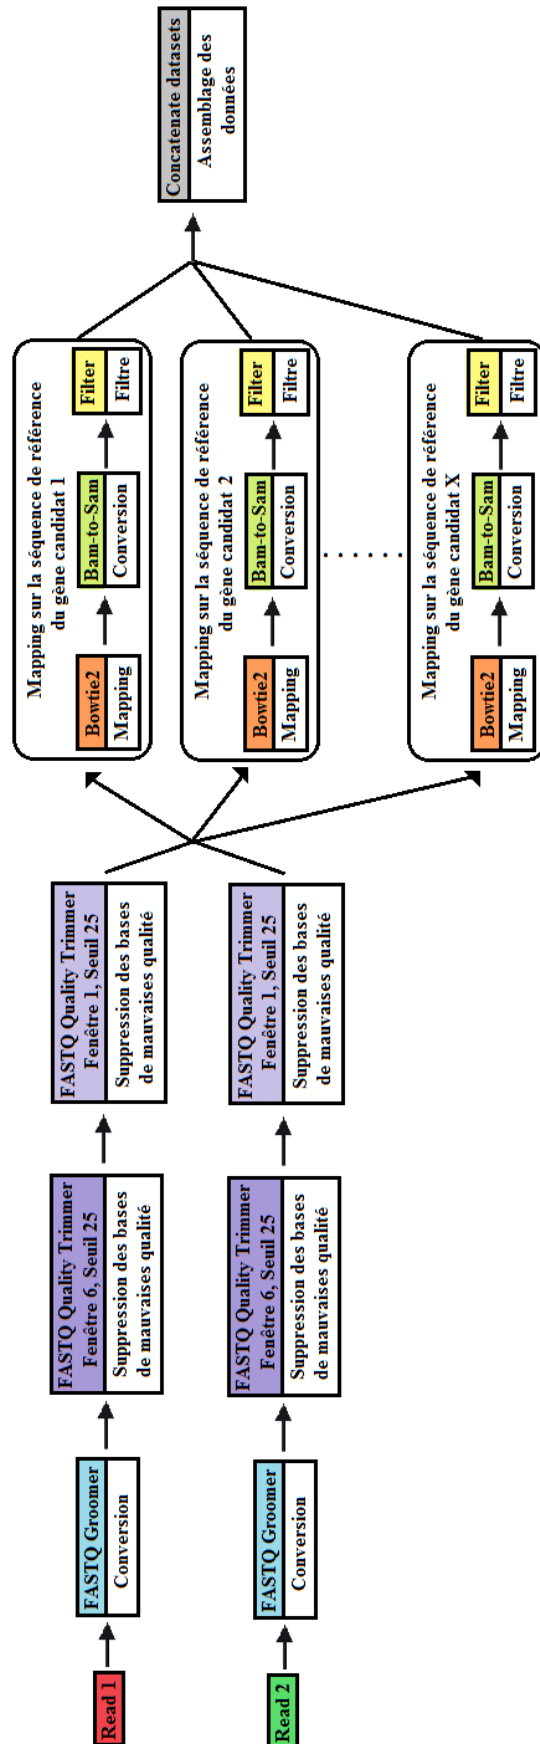 Read 1
FASTQ Groomer
Conversion
FASTQ Quality Trimmer
Fenêtre 6, Seuil 25
Suppression des bases
de mauvaises qualité
FASTQ Quality Trimmer
Fenêtre 1, Seuil 25
Suppression des bases
de mauvaises qualité
Read 2
FASTQ Groomer
Conversion
FASTQ Quality Trimmer
Fenêtre 6, Seuil 25
Suppression des bases
de mauvaises qualité
FASTQ Quality Trimmer
Fenêtre 1, Seuil 25
Suppression des bases
de mauvaises qualité
Mapping sur la séquence de référence
du gène candidat 1
Bowtie2
Mapping
Bam-to-Sam
Conversion
Filter
Filtre
Mapping sur la séquence de référence
du gène candidat 2
Bowtie2
Mapping
Bam-to-Sam
Conversion
Filter
Filtre
Mapping sur la séquence de référence
du gène candidat X
Bowtie2
Mapping
Bam-to-Sam
Conversion
Filter
Filtre
Concatenate datasets
Assemblage des
données